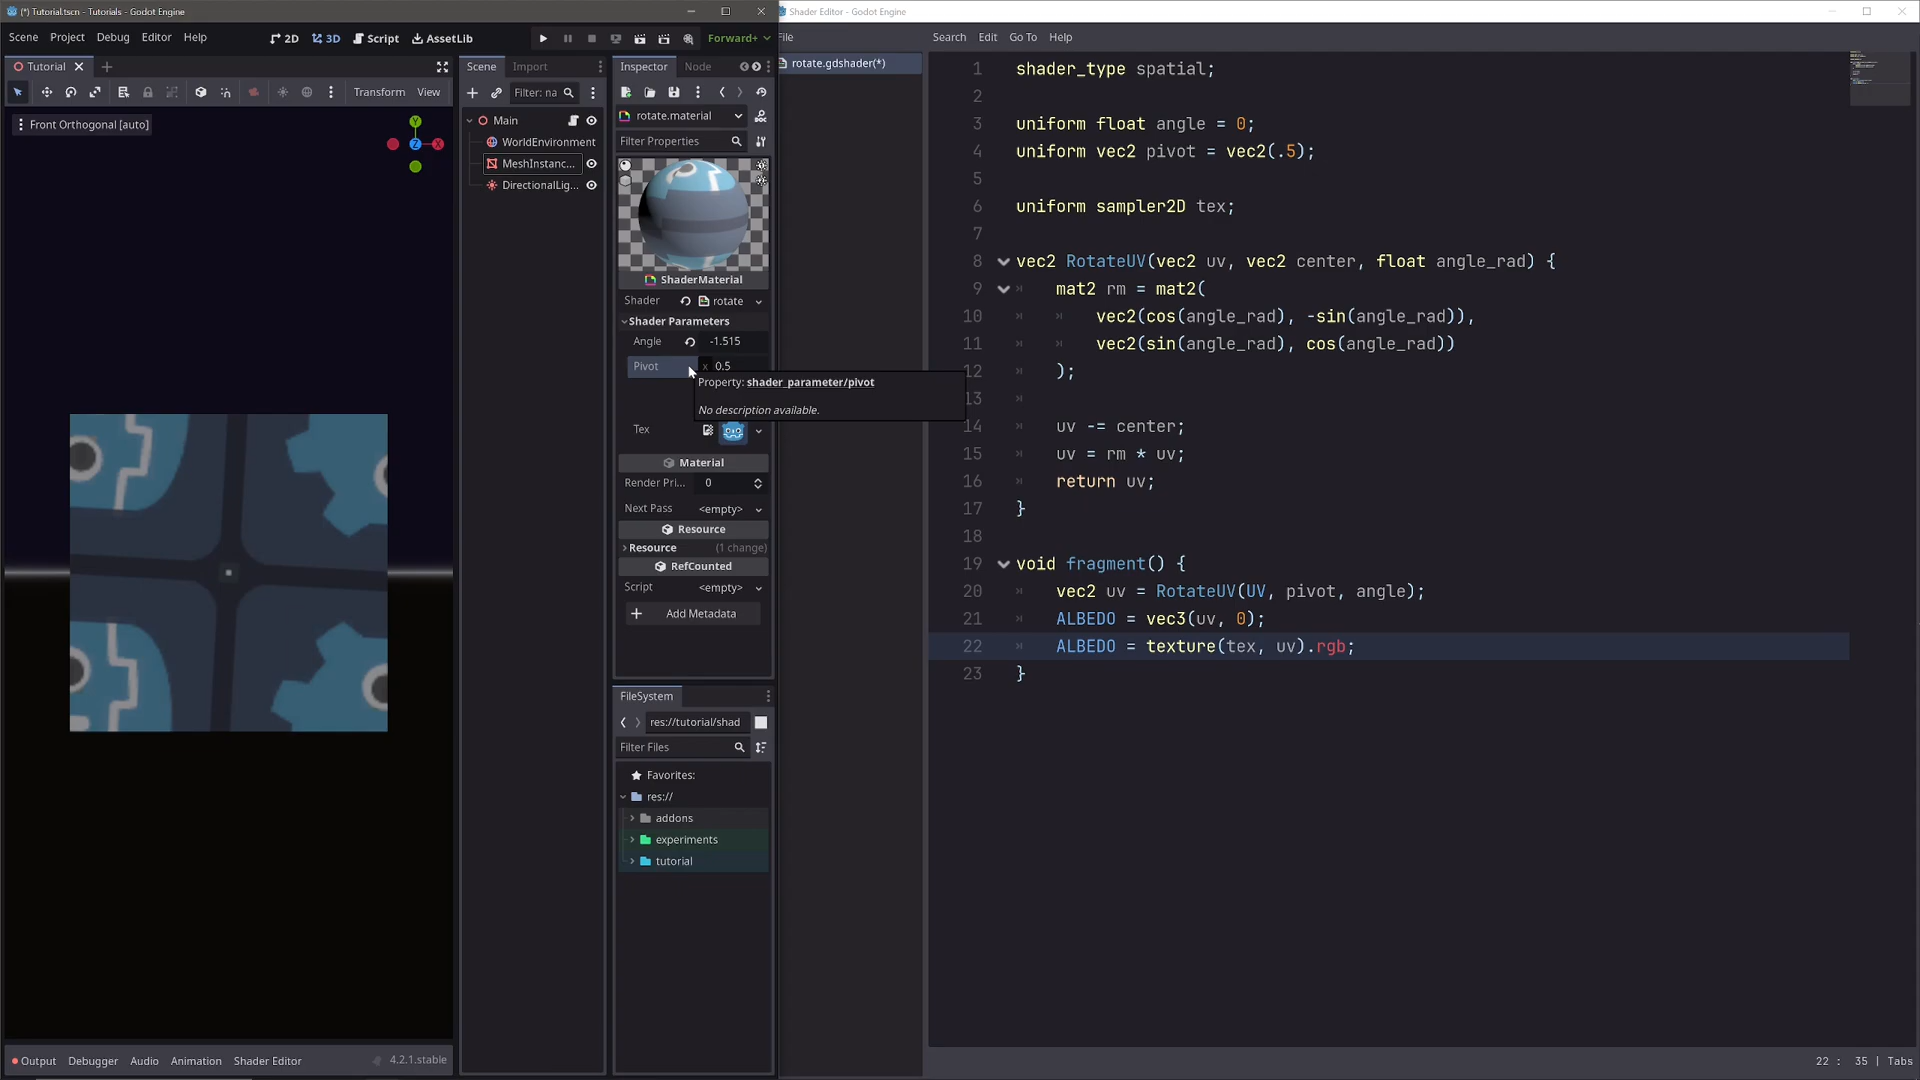 (*) Tutorial.tscn - Tutorials - Godot Engine
Scene Project Debug Editor Help
2D 3D Script AssetLib
Forward+
Tutorial
Transform View
Front Orthogonal [auto]
Y
X
Z
Output Debugger Audio Animation Shader Editor
4.2.1.stable
Scene Import
Filter: na
Main
WorldEnvironment
MeshInstanc...
DirectionalLig...
Inspector Node
rotate.material
Filter Properties
ShaderMaterial
Shader rotate
Shader Parameters
Angle -1.515
Pivot x 0.5
Property: shader_parameter/pivot
No description available.
Tex
Material
Render Pri... 0
Next Pass <empty>
Resource
Resource (1 change)
RefCounted
Script <empty>
Add Metadata
FileSystem
res://tutorial/shad
Filter Files
Favorites:
res://
addons
experiments
tutorial
Shader Editor - Godot Engine
File Search Edit Go To Help
rotate.gdshader(*)
1 shader_type spatial;
2
3 uniform float angle = 0;
4 uniform vec2 pivot = vec2(.5);
5
6 uniform sampler2D tex;
7
8 vec2 RotateUV(vec2 uv, vec2 center, float angle_rad) {
9 mat2 rm = mat2(
10 vec2(cos(angle_rad), -sin(angle_rad)),
11 vec2(sin(angle_rad), cos(angle_rad))
12 );
13
14 uv -= center;
15 uv = rm * uv;
16 return uv;
17 }
18
19 void fragment() {
20 vec2 uv = RotateUV(UV, pivot, angle);
21 ALBEDO = vec3(uv, 0);
22 ALBEDO = texture(tex, uv).rgb;
23 }
22 : 35 | Tabs